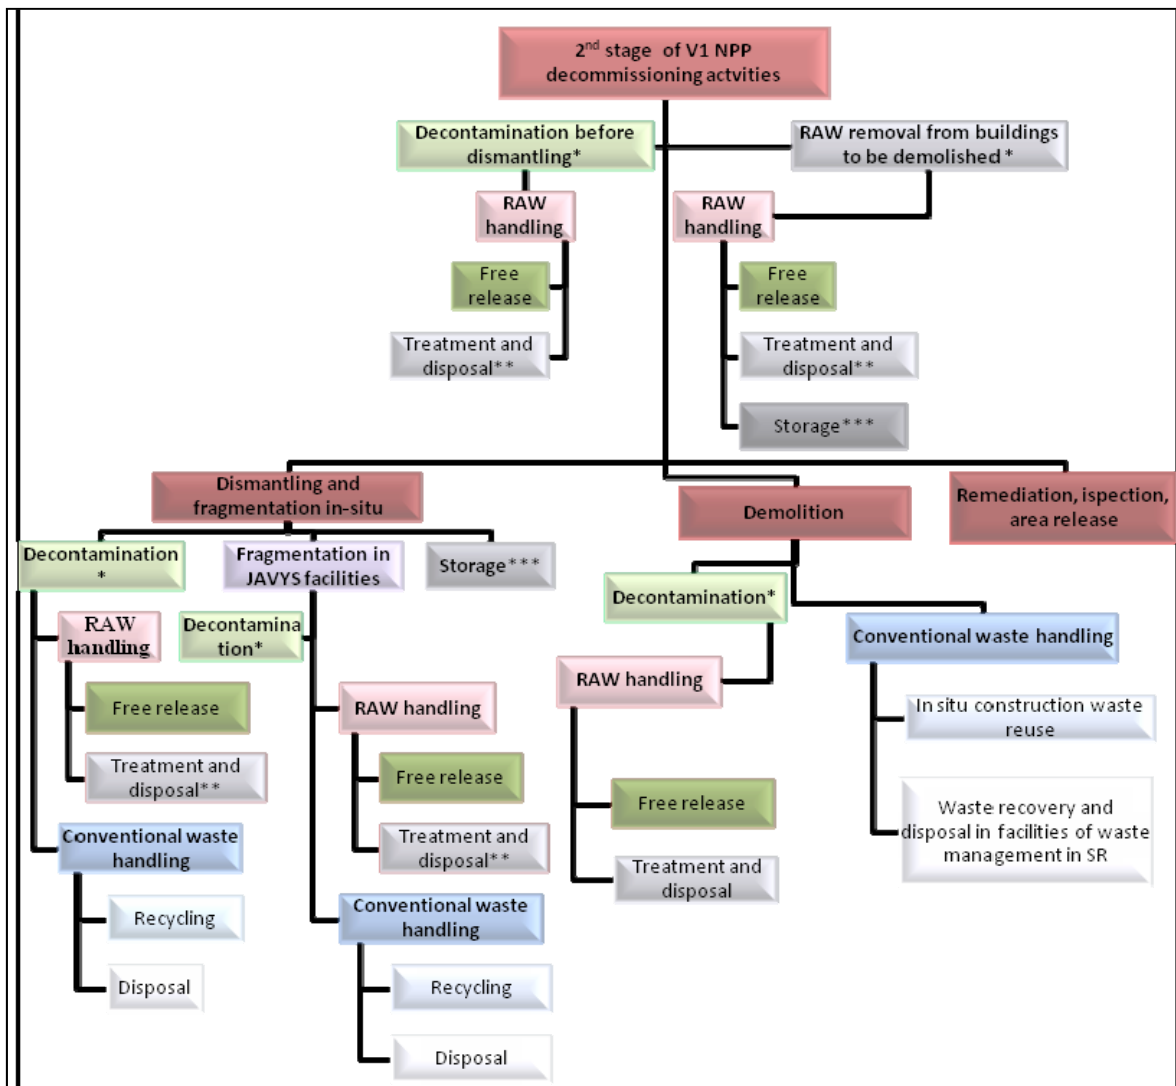 2nd stage of V1 NPP
decommissioning actvities
Decontamination before
dismantling*
RAW removal from buildings
to be demolished *
RAW
handling
RAW
handling
Free
release
Free
release
Treatment and
disposal**
Treatment and
disposal**
Storage***
Dismantling and
fragmentation in-situ
Demolition
Remediation, ispection,
area release
Decontamination
*
Fragmentation in
JAVYS facilities
Storage***
Decontamination*
Conventional waste handling
RAW
handling
Decontamina
tion*
RAW handling
RAW handling
Free release
In situ construction waste
reuse
Free release
Free release
Treatment and
disposal**
Treatment and
disposal**
Treatment and
disposal
Waste recovery and
disposal in facilities of waste
management in SR
Conventional waste
handling
Conventional waste
handling
Recycling
Disposal
Recycling
Disposal